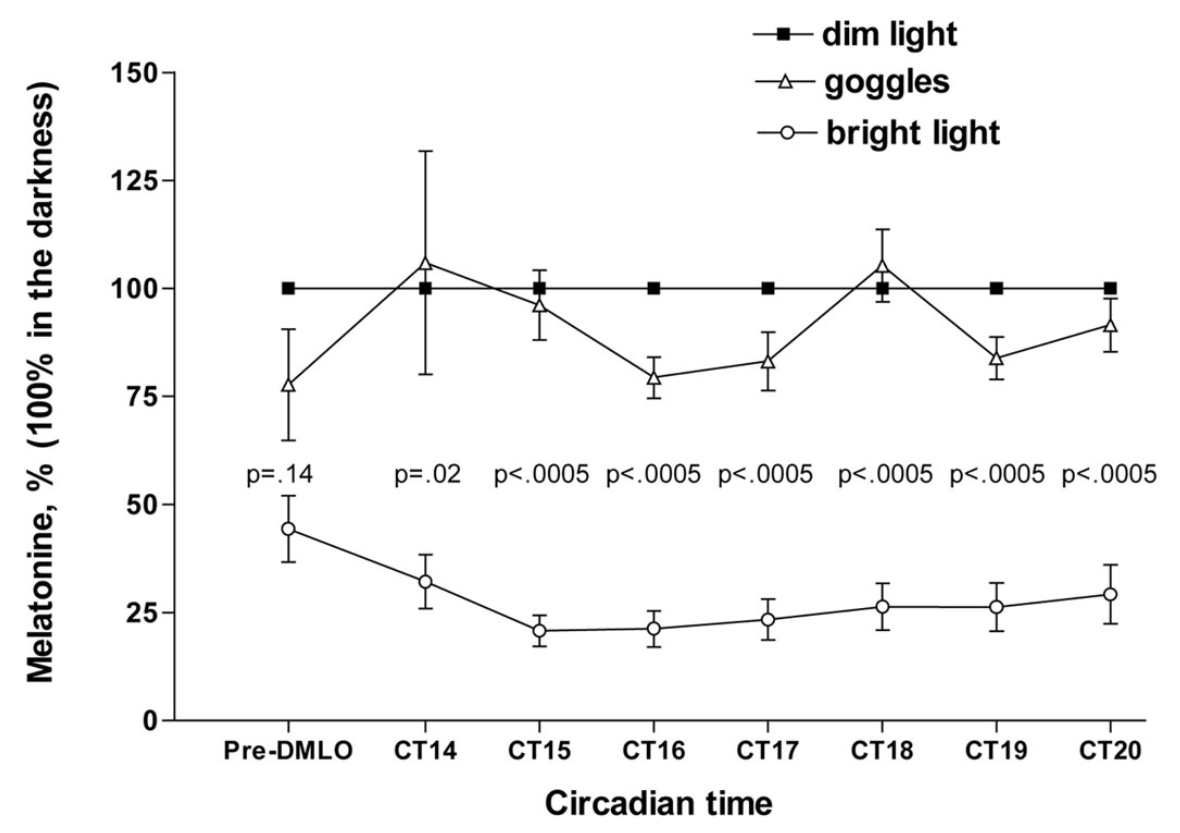 dim light
goggles
bright light
Melatonine, % (100% in the darkness)
150
125
100
75
50
25
0
p=.14 p=.02 p<.0005 p<.0005 p<.0005 p<.0005 p<.0005 p<.0005
Pre-DMLO CT14 CT15 CT16 CT17 CT18 CT19 CT20
Circadian time